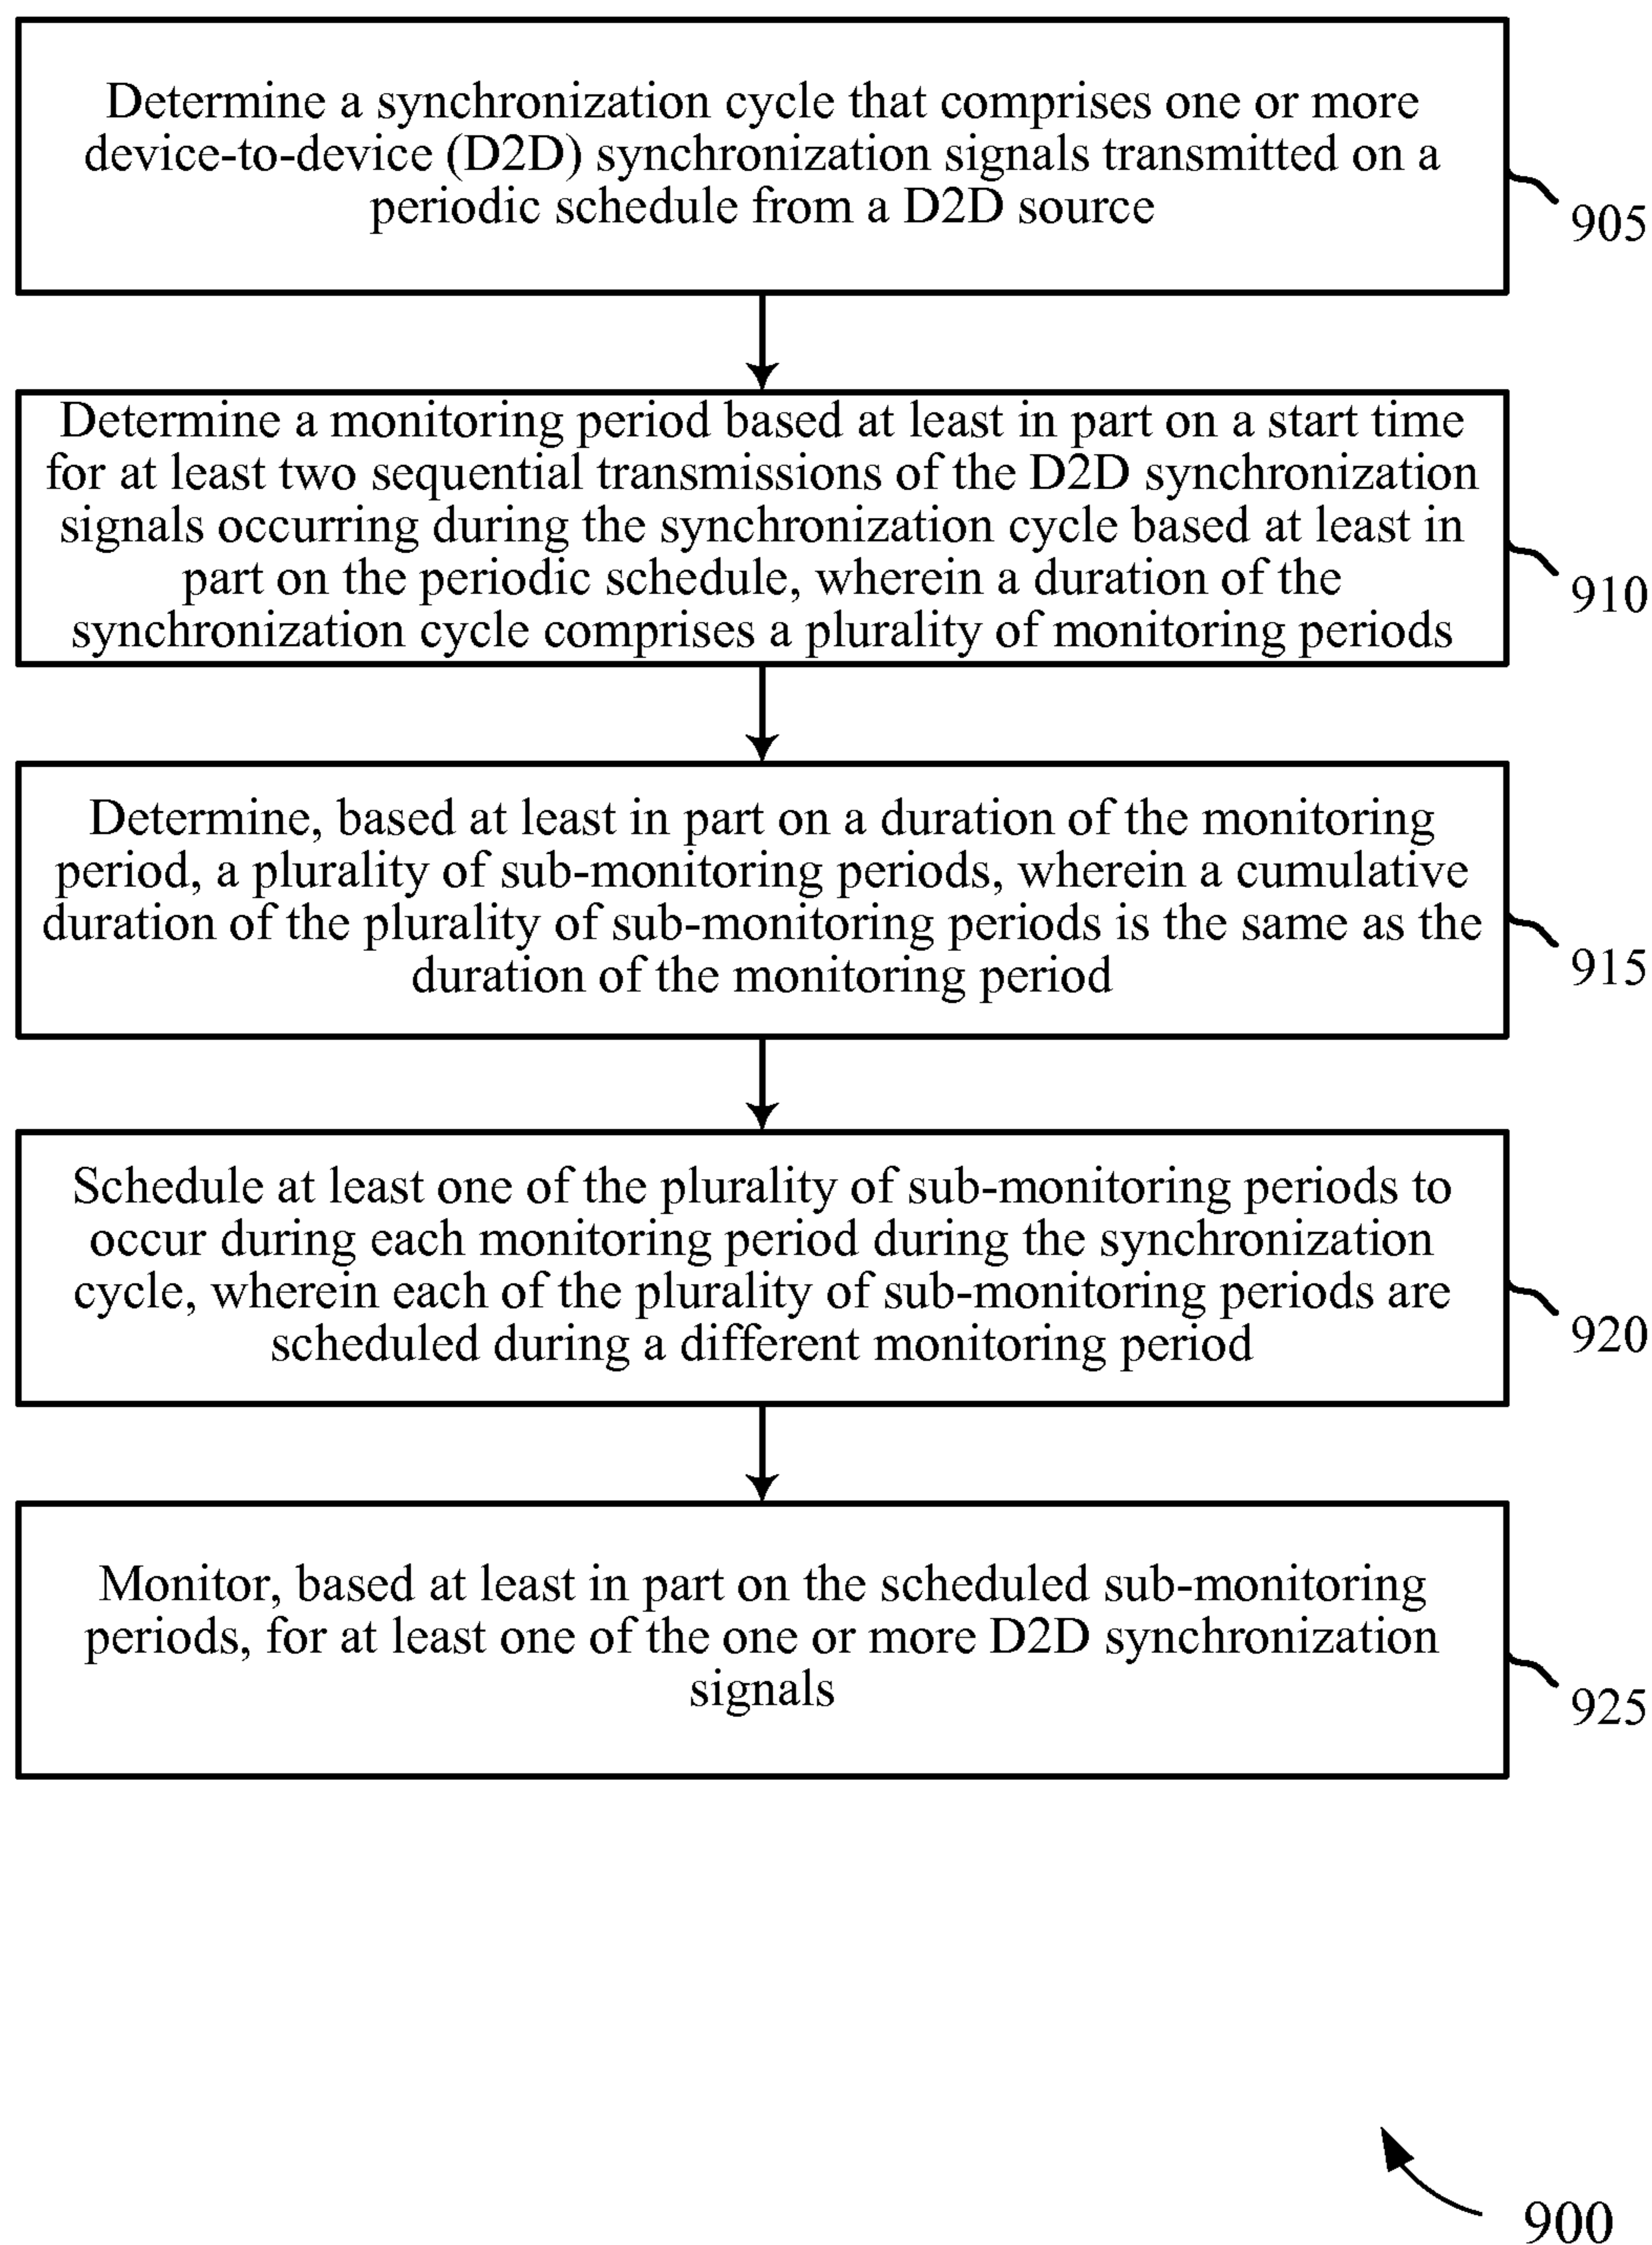 Determine a synchronization cycle that comprises one or more
device-to-device (D2D) synchronization signals transmitted on a
periodic schedule from a D2D source
905
Determine a monitoring period based at least in part on a start time
for at least two sequential transmissions of the D2D synchronization
signals occurring during the synchronization cycle based at least in
part on the periodic schedule, wherein a duration of the
synchronization cycle comprises a plurality of monitoring periods
910
Determine, based at least in part on a duration of the monitoring
period, a plurality of sub-monitoring periods, wherein a cumulative
duration of the plurality of sub-monitoring periods is the same as the
duration of the monitoring period
915
Schedule at least one of the plurality of sub-monitoring periods to
occur during each monitoring period during the synchronization
cycle, wherein each of the plurality of sub-monitoring periods are
scheduled during a different monitoring period
920
Monitor, based at least in part on the scheduled sub-monitoring
periods, for at least one of the one or more D2D synchronization
signals
925
900